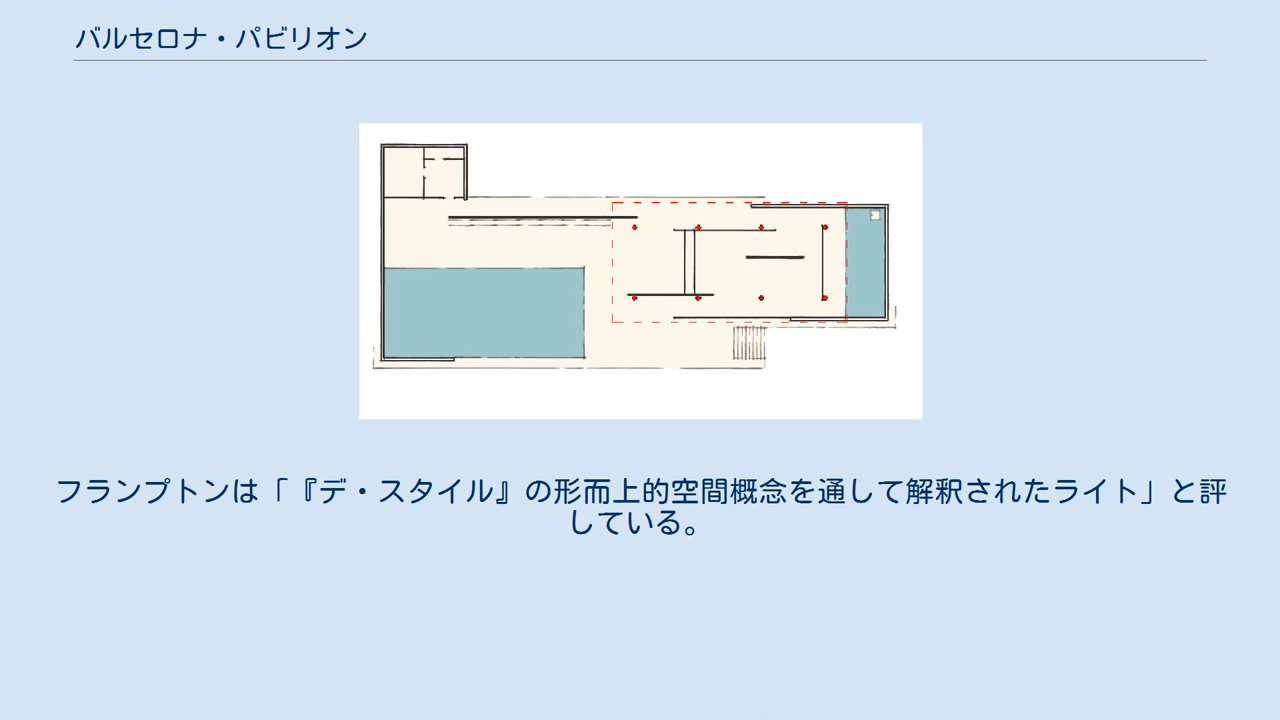 バルセロナ・パビリオン
フランプトンは「『デ・スタイル』の形而上的空間概念を通して解釈されたライト」と評
している。